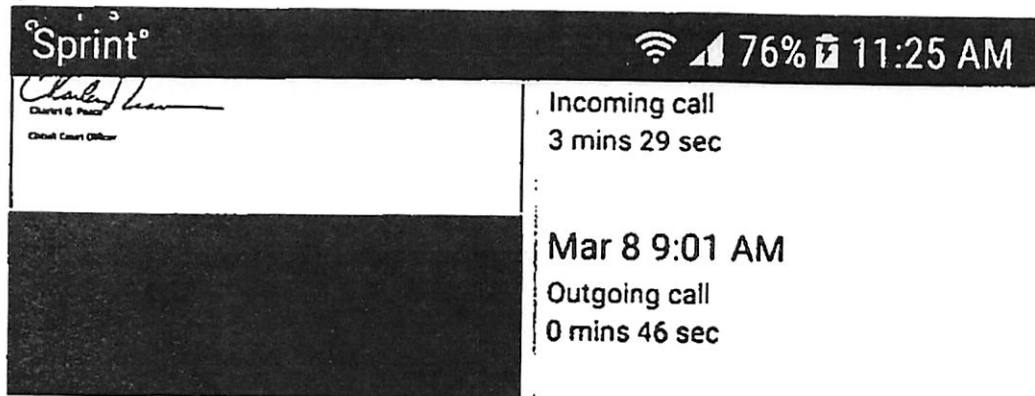 Sprint 76% 11:25 AM
Incoming call
3 mins 29 sec
Circuit Court Officer
Mar 8 9:01 AM
Outgoing call
0 mins 46 sec